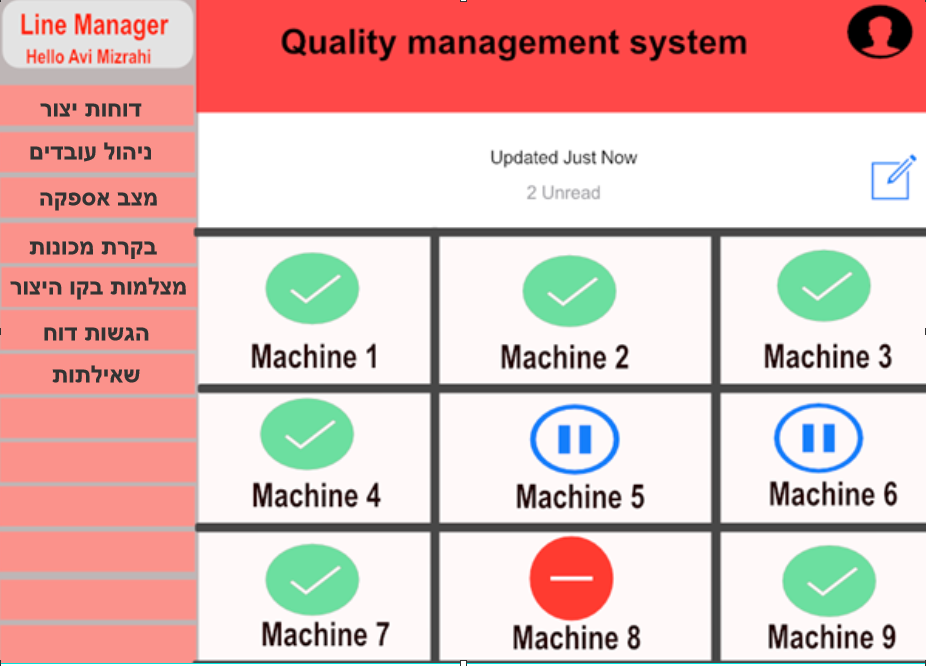 Line Manager
Hello Avi Mizrahi
דוחות יצור
ניהול עובדים
מצב אספקה
בקרת מכונות
מצלמות בקו היצור
הגשות דוח
שאילתות
Quality management system
Updated Just Now
2 Unread
Machine 1
Machine 2
Machine 3
Machine 4
Machine 5
Machine 6
Machine 7
Machine 8
Machine 9